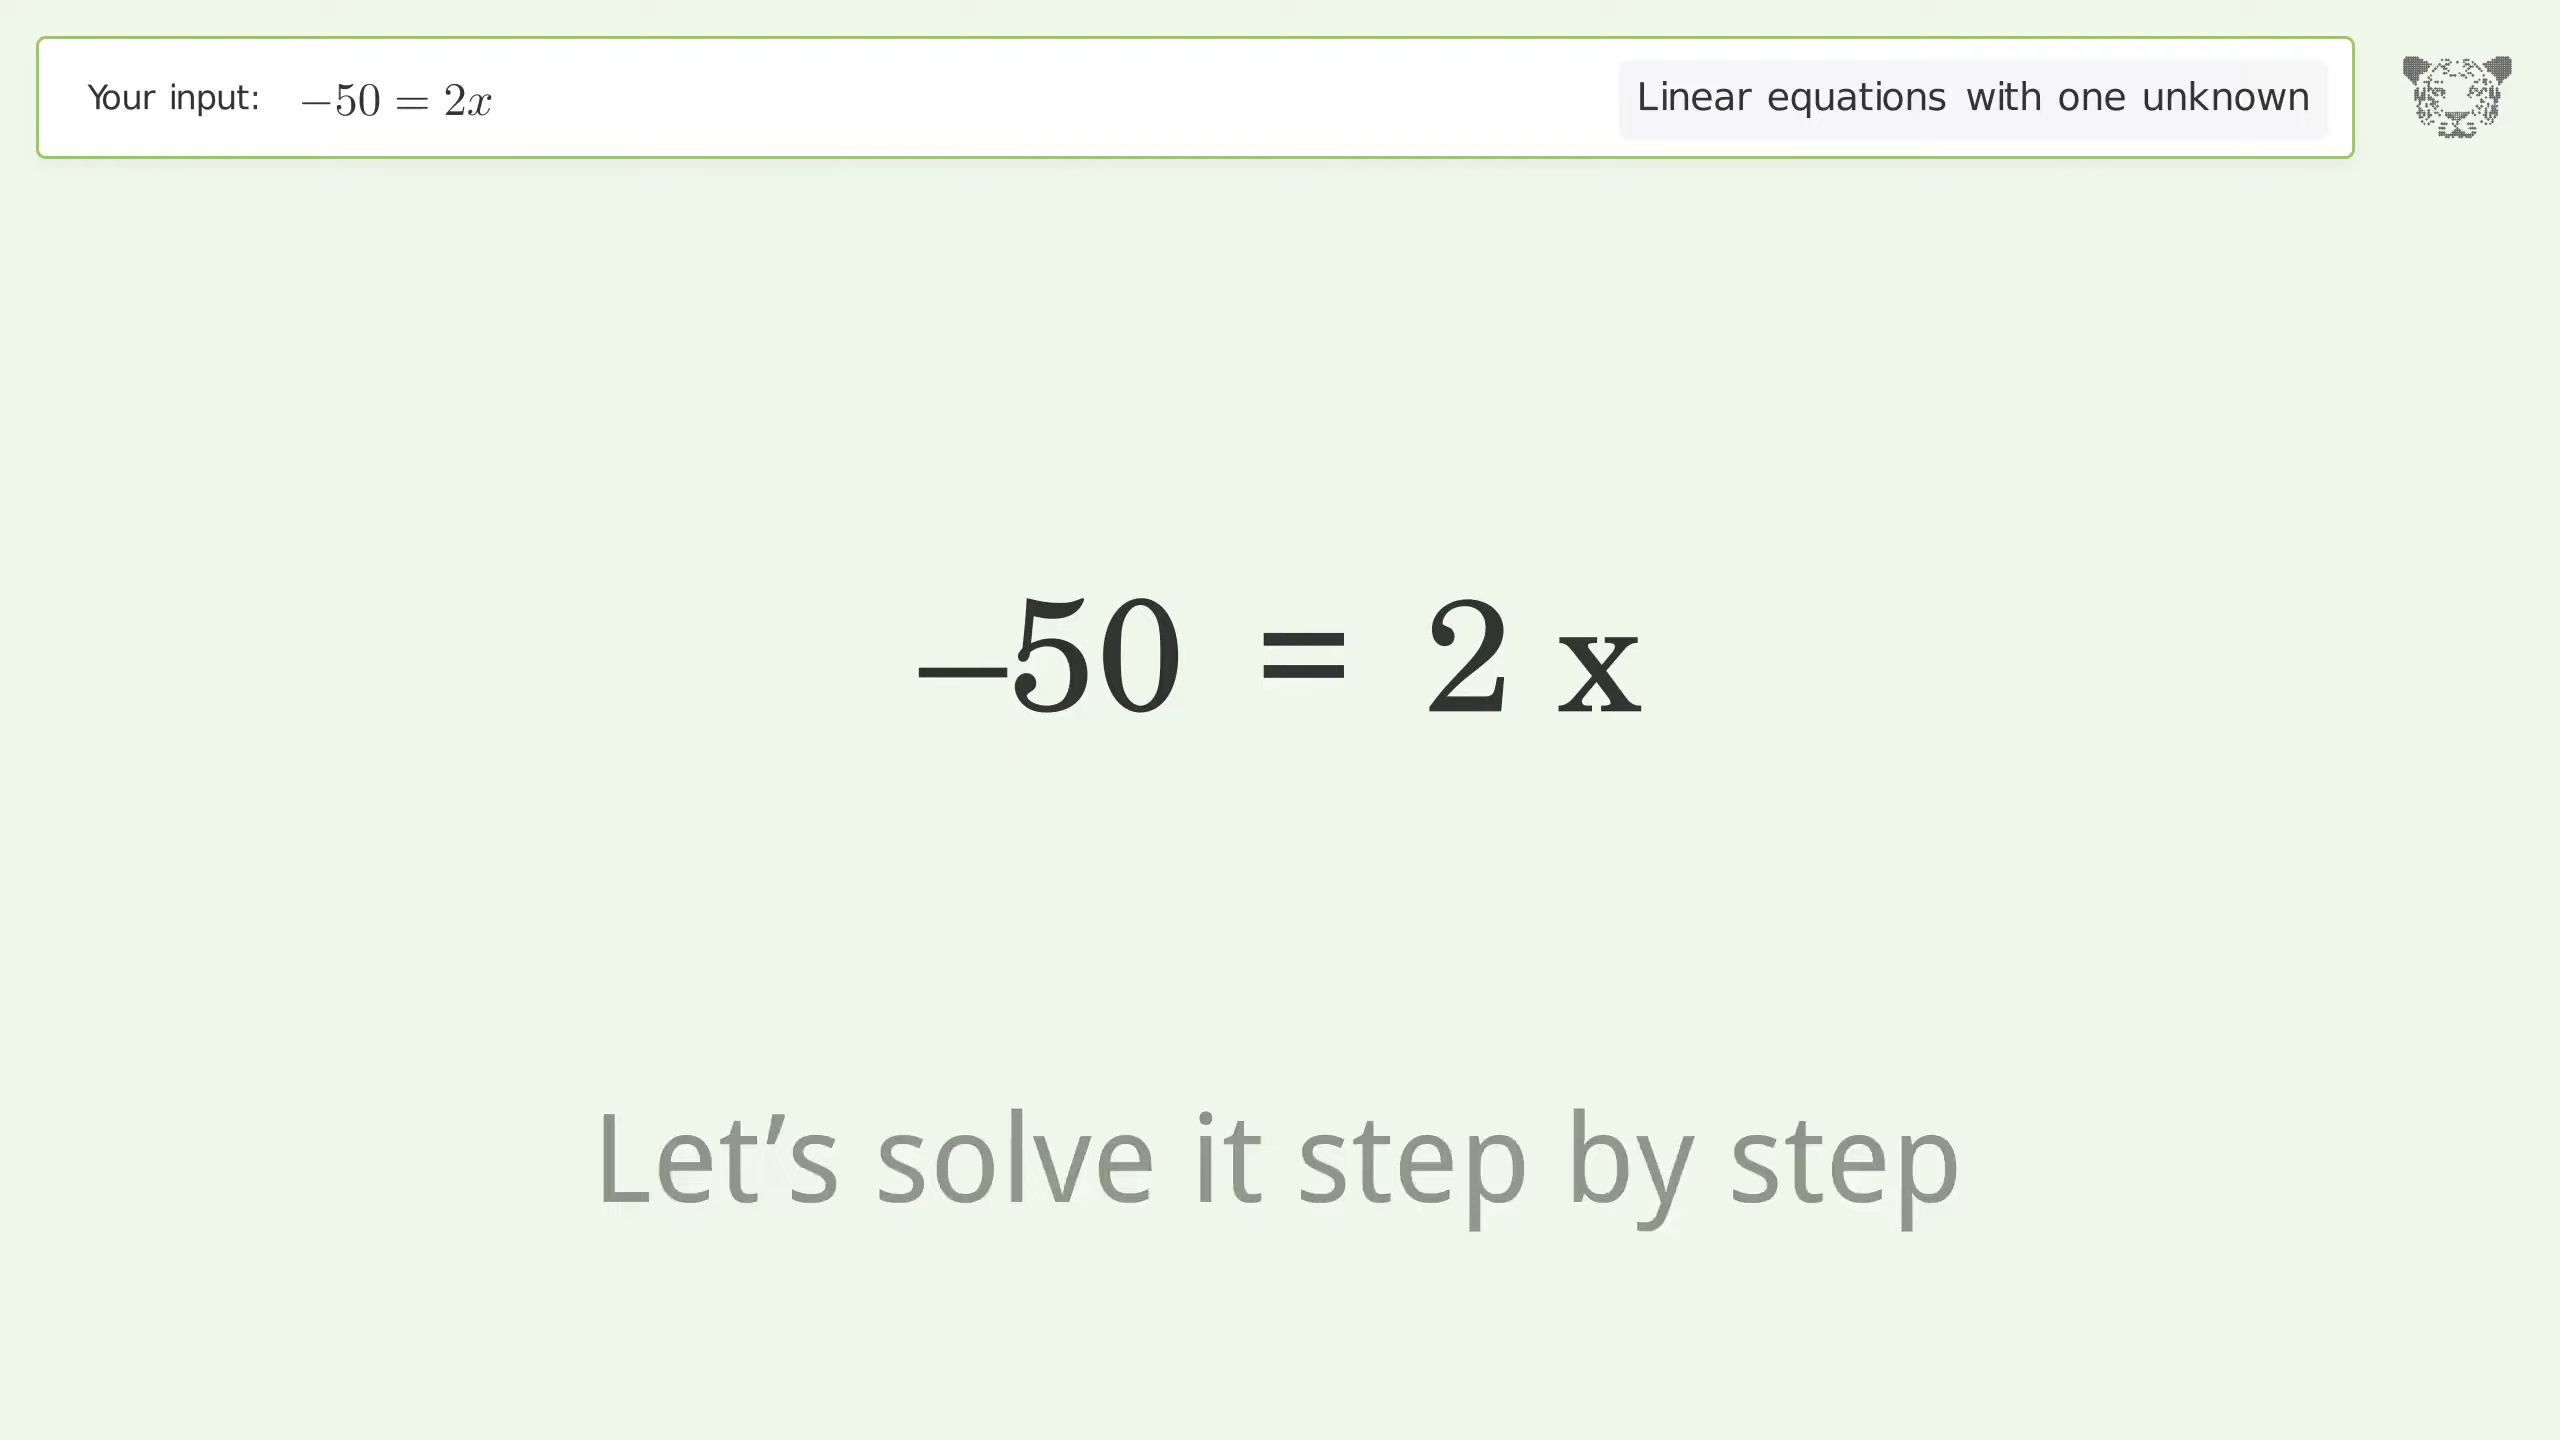 Your input: −50 = 2x
Linear equations with one unknown
−50 = 2 x
Let’s solve it step by step